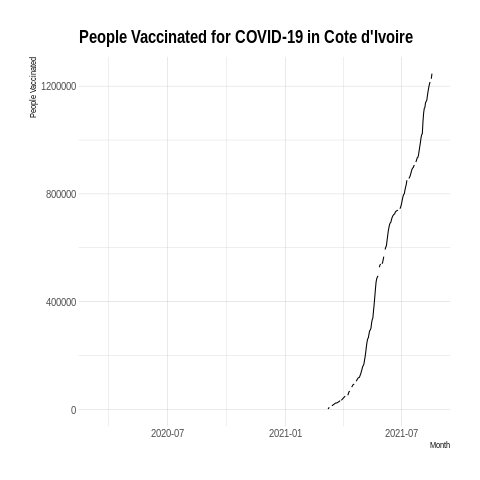 People Vaccinated for COVID-19 in Cote d'Ivoire
People Vaccinated
1200000
800000
400000
0
2020-07 2021-01 2021-07
Month